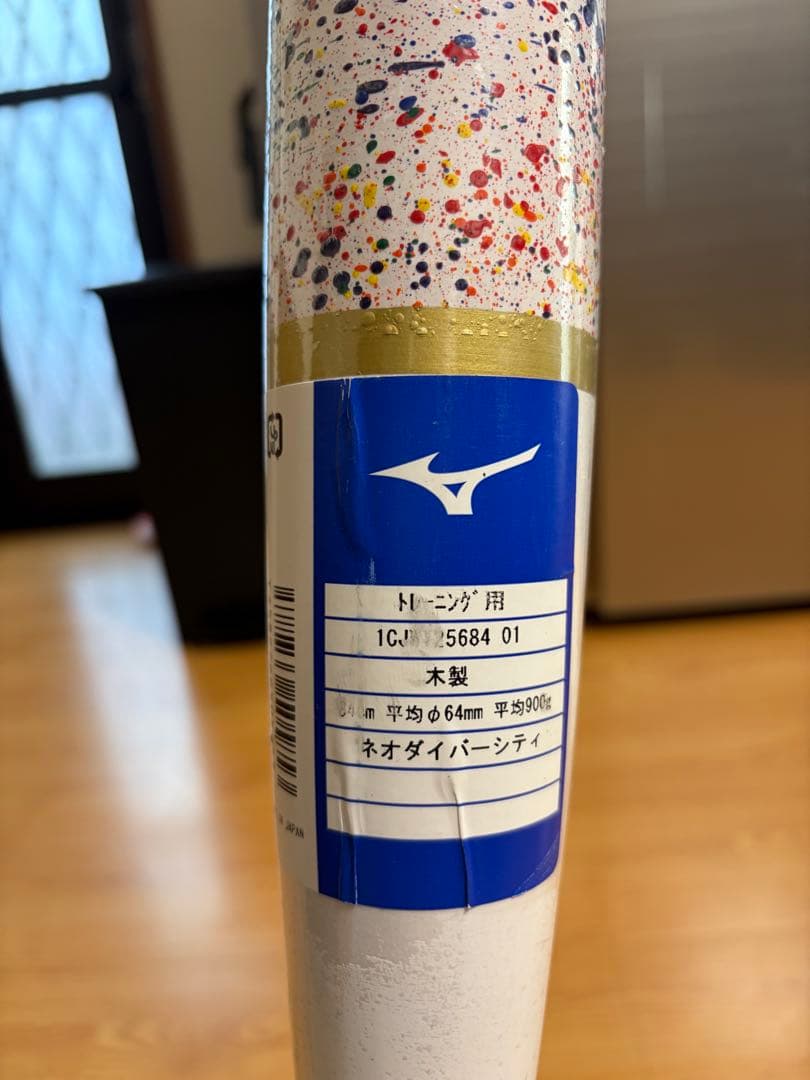 トレーニング用
25684 01
木製
平均φ64mm 平均900g
ネオダイバーシティ
JAPAN